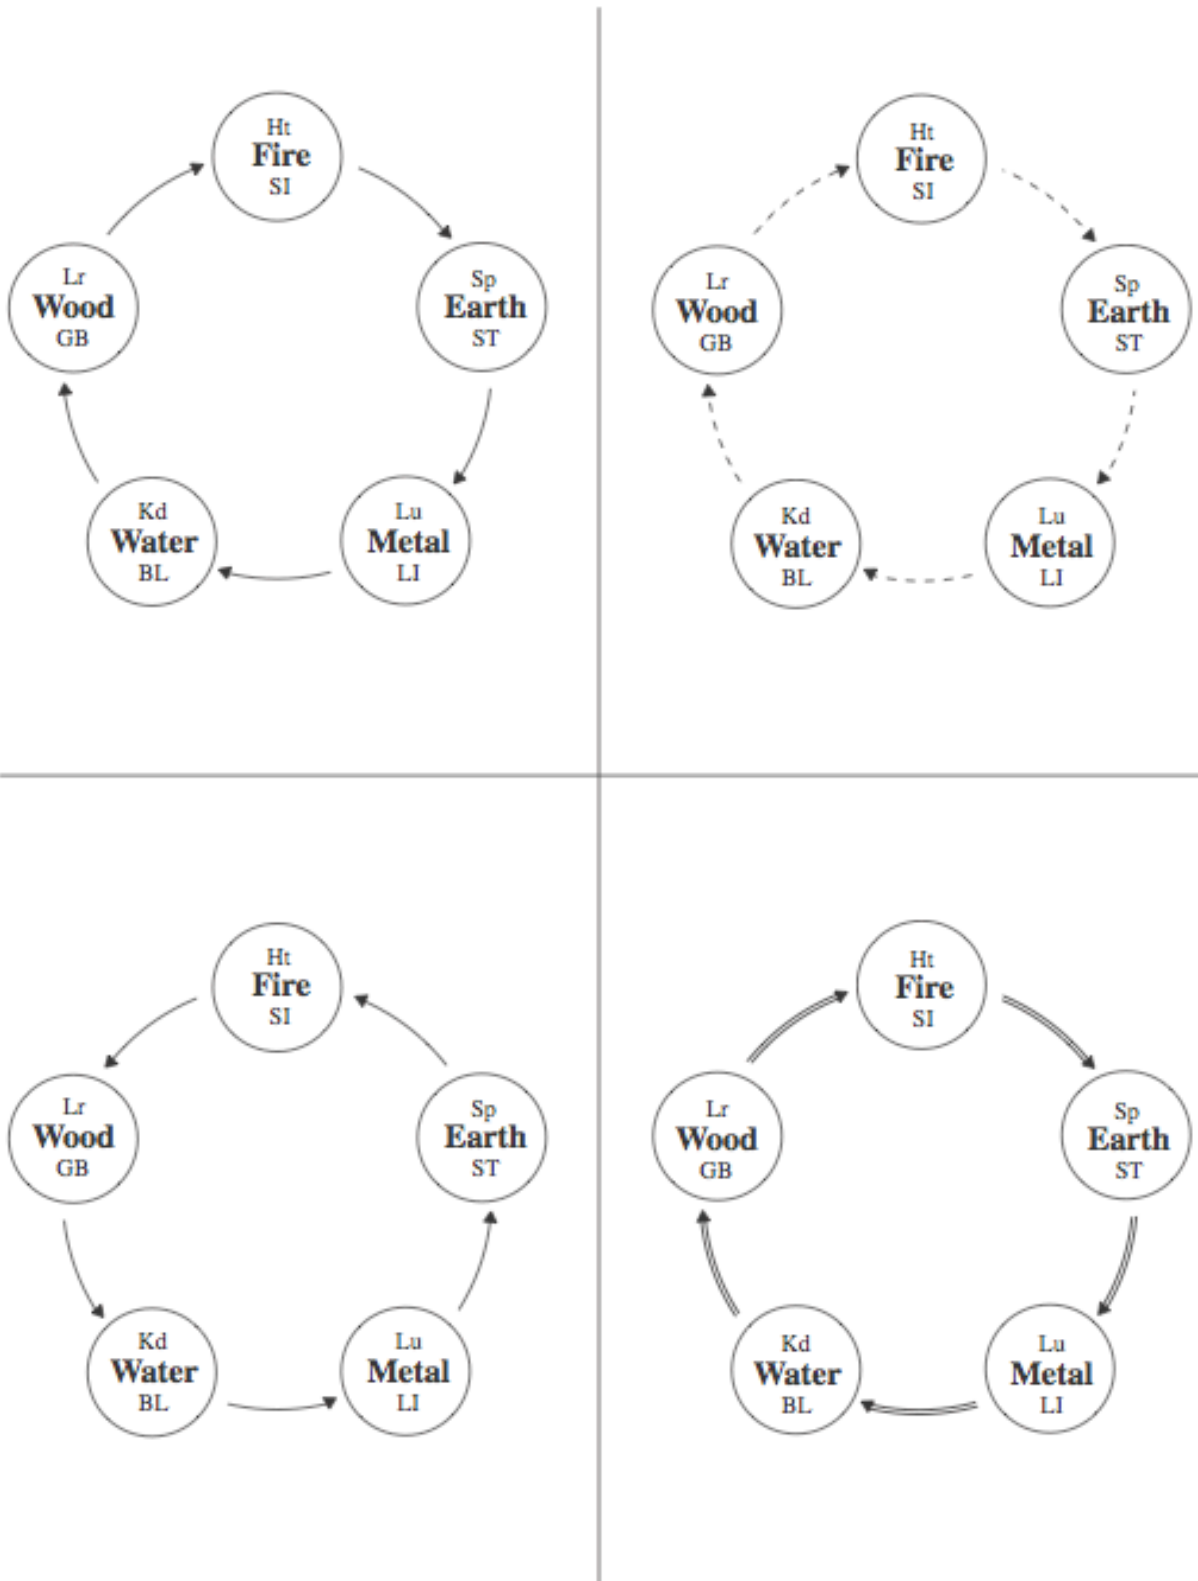 Ht
Fire
SI
Lr
Wood
GB
Sp
Earth
ST
Kd
Water
BL
Lu
Metal
LI
Ht
Fire
SI
Lr
Wood
GB
Sp
Earth
ST
Kd
Water
BL
Lu
Metal
LI
Ht
Fire
SI
Lr
Wood
GB
Sp
Earth
ST
Kd
Water
BL
Lu
Metal
LI
Ht
Fire
SI
Lr
Wood
GB
Sp
Earth
ST
Kd
Water
BL
Lu
Metal
LI